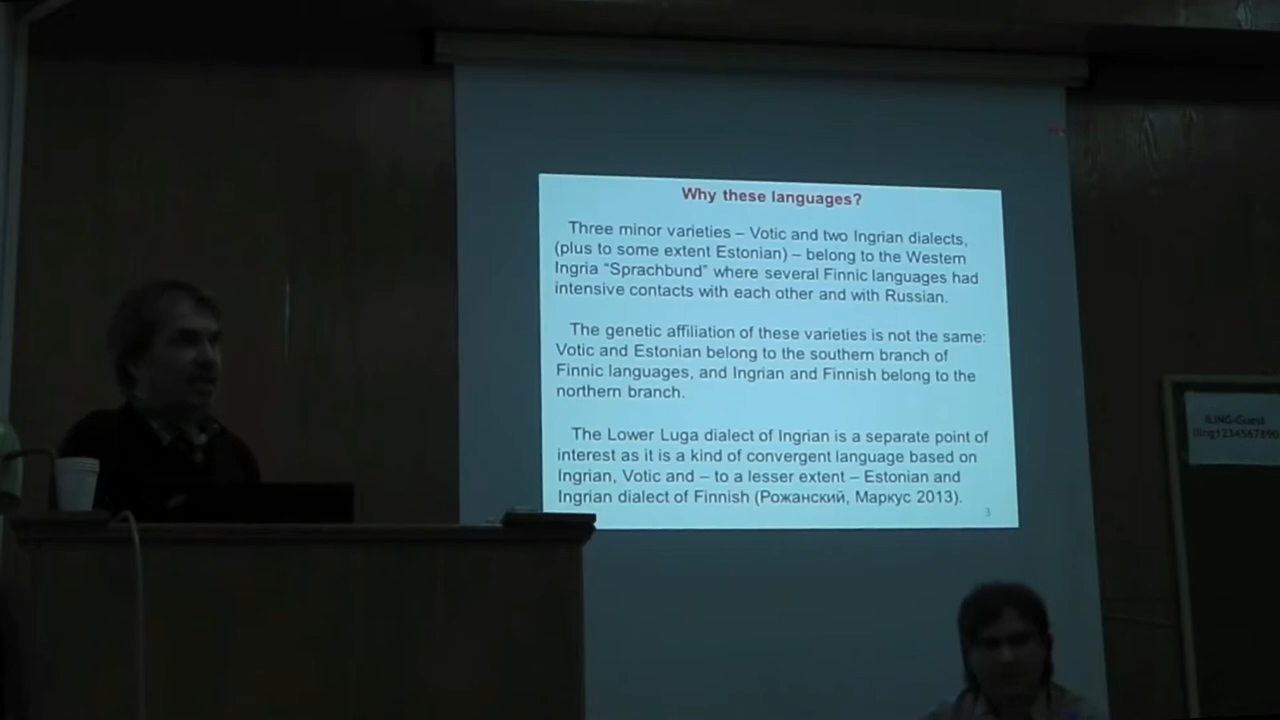 Why these languages?
Three minor varieties – Votic and two Ingrian dialects,
(plus to some extent Estonian) – belong to the Western
Ingria “Sprachbund” where several Finnic languages had
intensive contacts with each other and with Russian.
The genetic affiliation of these varieties is not the same:
Votic and Estonian belong to the southern branch of
Finnic languages, and Ingrian and Finnish belong to the
northern branch.
The Lower Luga dialect of Ingrian is a separate point of
interest as it is a kind of convergent language based on
Ingrian, Votic and – to a lesser extent – Estonian and
Ingrian dialect of Finnish (Рожанский, Маркус 2013).
3
ILING-Guest
iling1234567890